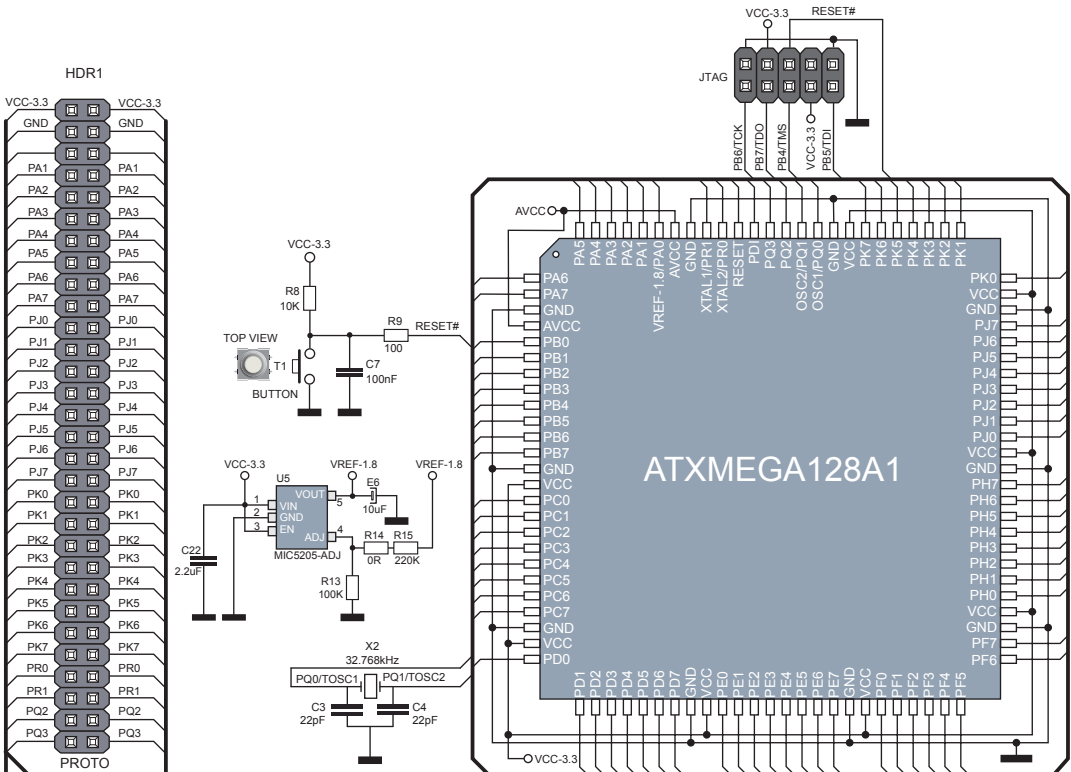 HDR1
VCC-3.3 VCC-3.3
GND GND
PA1 PA1
PA2 PA2
PA3 PA3
PA4 PA4
PA5 PA5
PA6 PA6
PA7 PA7
PJ0 PJ0
PJ1 PJ1
PJ2 PJ2
PJ3 PJ3
PJ4 PJ4
PJ5 PJ5
PJ6 PJ6
PJ7 PJ7
PK0 PK0
PK1 PK1
PK2 PK2
PK3 PK3
PK4 PK4
PK5 PK5
PK6 PK6
PK7 PK7
PR0 PR0
PR1 PR1
PQ2 PQ2
PQ3 PQ3
PROTO
VCC-3.3
R8
10K
TOP VIEW
T1
BUTTON
C7
100nF
R9
100
RESET#
VCC-3.3
U5
VREF-1.8
VREF-1.8
1 VIN
2 GND
3 EN
VOUT 5
ADJ 4
MIC5205-ADJ
E6
10uF
C22
2.2uF
R14
0R
R15
220K
R13
100K
X2
32.768kHz
PQ0/TOSC1 PQ1/TOSC2
C3
22pF
C4
22pF
VCC-3.3
RESET#
JTAG
PB6/TCK
PB7/TDO
PB4/TMS
VCC-3.3
PB5/TDI
AVCC
PA5
PA4
PA3
PA2
PA1
VREF-1.8/PA0
AVCC
GND
XTAL1/PR1
XTAL2/PR0
RESET
PDI
PQ3
PQ2
OSC2/PQ1
OSC1/PQ0
GND
VCC
PK7
PK6
PK5
PK4
PK3
PK2
PK1
PA6
PA7
GND
AVCC
PB0
PB1
PB2
PB3
PB4
PB5
PB6
PB7
GND
VCC
PC0
PC1
PC2
PC3
PC4
PC5
PC6
PC7
GND
VCC
PD0
ATXMEGA128A1
PK0
VCC
GND
PJ7
PJ6
PJ5
PJ4
PJ3
PJ2
PJ1
PJ0
VCC
GND
PH7
PH6
PH5
PH4
PH3
PH2
PH1
PH0
VCC
GND
PF7
PF6
PD1
PD2
PD3
PD4
PD5
PD6
PD7
GND
VCC
PE0
PE1
PE2
PE3
PE4
PE5
PE6
PE7
GND
VCC
PF0
PF1
PF2
PF3
PF4
PF5
VCC-3.3